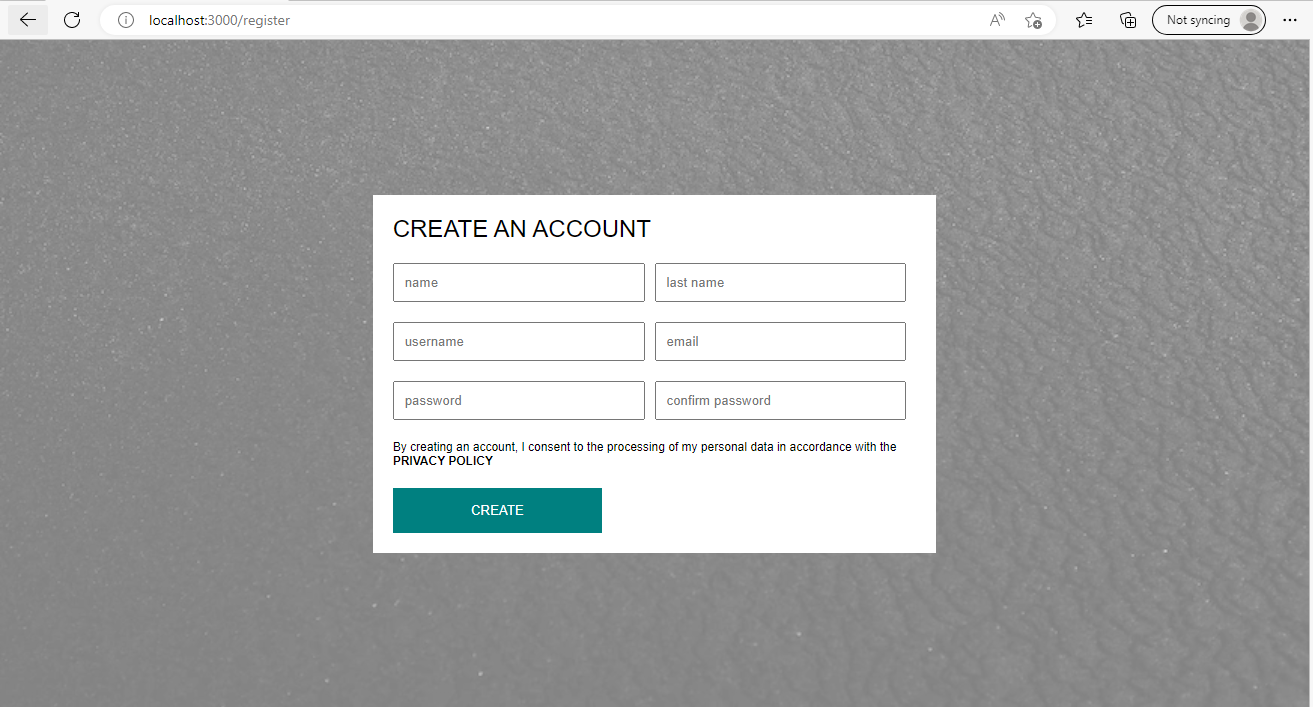 localhost:3000/register
Not syncing
CREATE AN ACCOUNT
name
last name
username
email
password
confirm password
By creating an account, I consent to the processing of my personal data in accordance with the
PRIVACY POLICY
CREATE